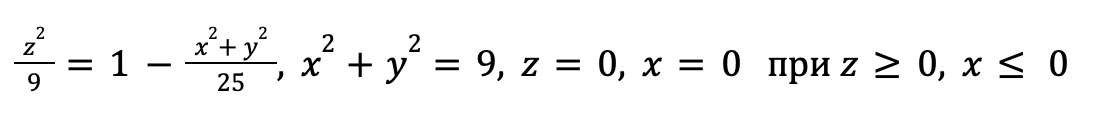 z²/9 = 1 − x²+y²/25, x² + y² = 9, z = 0, x = 0 при z ≥ 0, x ≤ 0